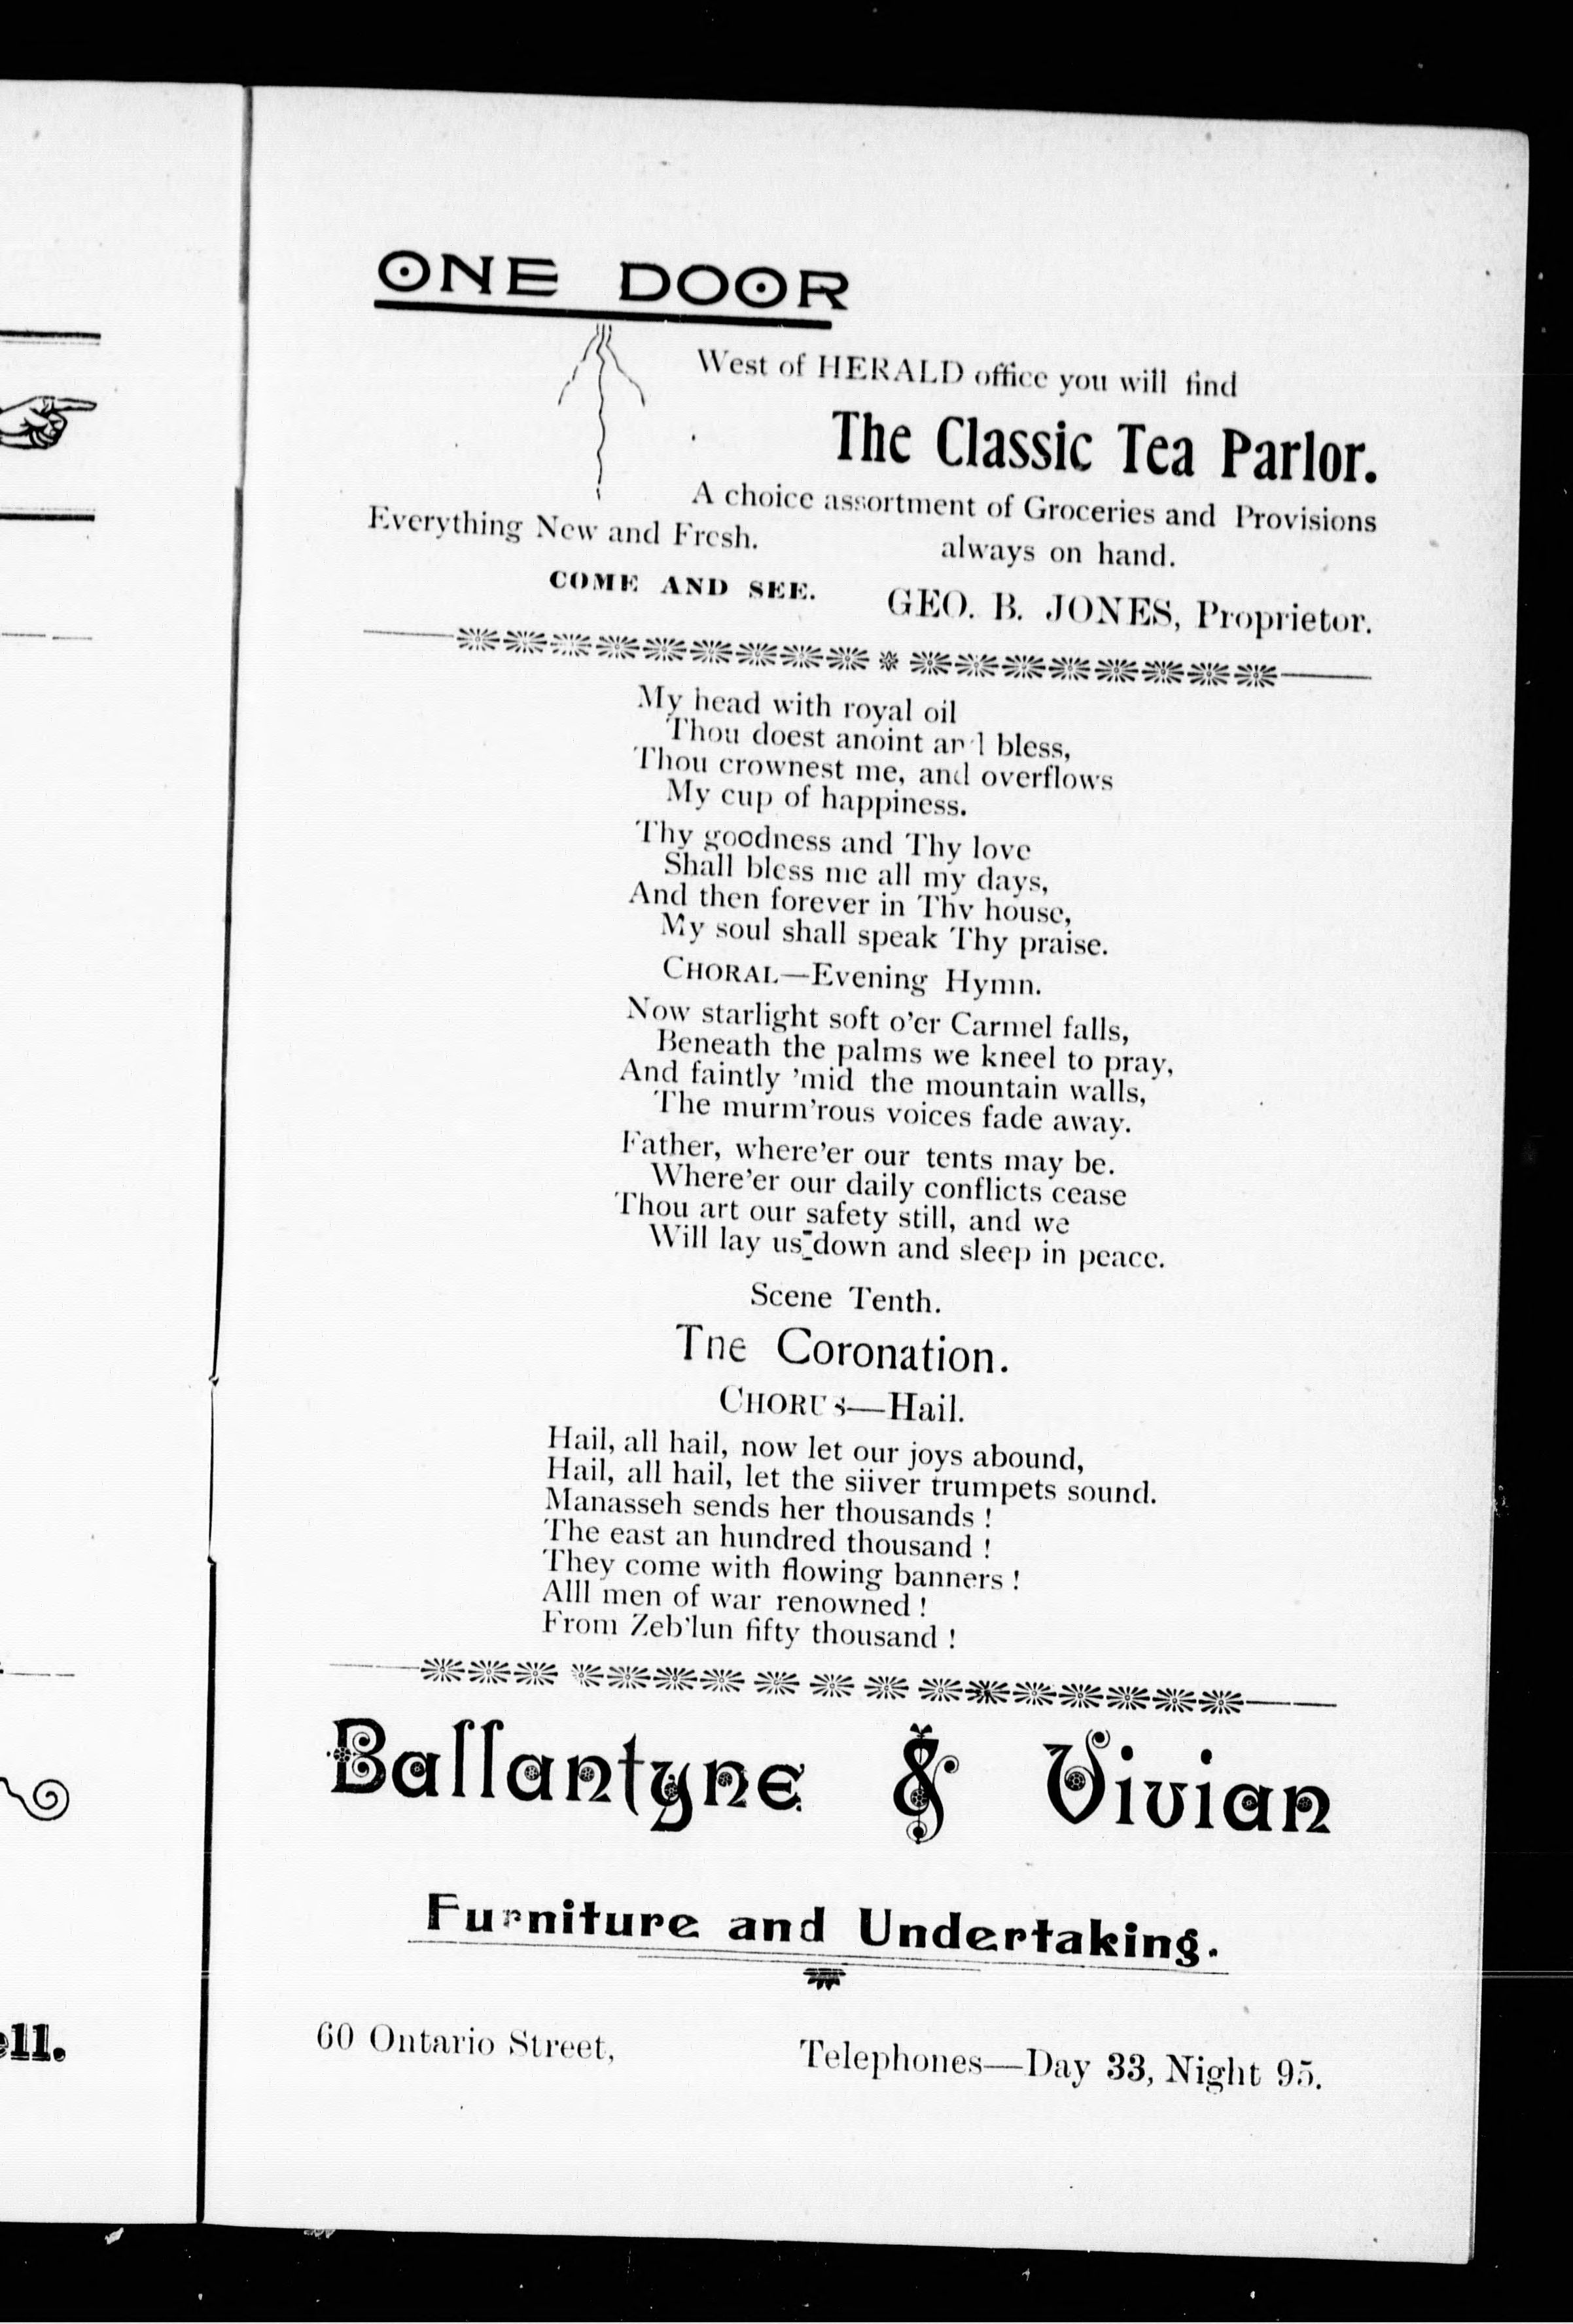 ONE DOOR
West of HERALD office you will find
The Classic Tea Parlor.
A choice assortment of Groceries and Provisions
always on hand.
Everything New and Fresh.
COME AND SEE.
GEO. B. JONES, Proprietor.
My head with royal oil
Thou doest anoint and bless,
Thou crownest me, and overflows
My cup of happiness.
Thy goodness and Thy love
Shall bless me all my days,
And then forever in Thy house,
My soul shall speak Thy praise.
CHORAL—Evening Hymn.
Now starlight soft o'er Carmel falls,
Beneath the palms we kneel to pray,
And faintly 'mid the mountain walls,
The murm'rous voices fade away.
Father, where'er our tents may be.
Where'er our daily conflicts cease
Thou art our safety still, and we
Will lay us down and sleep in peace.
Scene Tenth.
Tne Coronation.
CHORUS—Hail.
Hail, all hail, now let our joys abound,
Hail, all hail, let the siiver trumpets sound.
Manasseh sends her thousands !
The east an hundred thousand !
They come with flowing banners !
Alll men of war renowned !
From Zeb'lun fifty thousand !
Ballantyne & Vivian
Furniture and Undertaking.
60 Ontario Street,
Telephones—Day 33, Night 95.